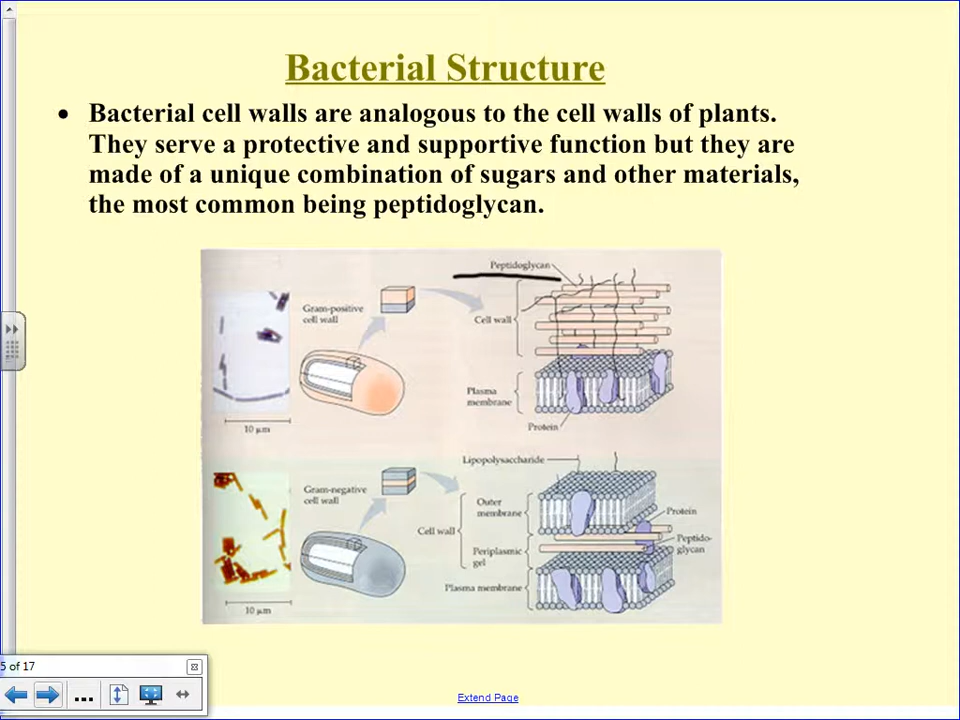 Bacterial Structure
• Bacterial cell walls are analogous to the cell walls of plants.
They serve a protective and supportive function but they are
made of a unique combination of sugars and other materials,
the most common being peptidoglycan.
Peptidoglycan
Gram-positive
cell wall
Cell wall
Plasma
membrane
Protein
10 µm
Lipopolysaccharide
Gram-negative
cell wall
Outer
membrane
Protein
Cell wall
Peptido-
glycan
Periplasmic
gel
Plasma membrane
10 µm
5 of 17
...
Extend Page